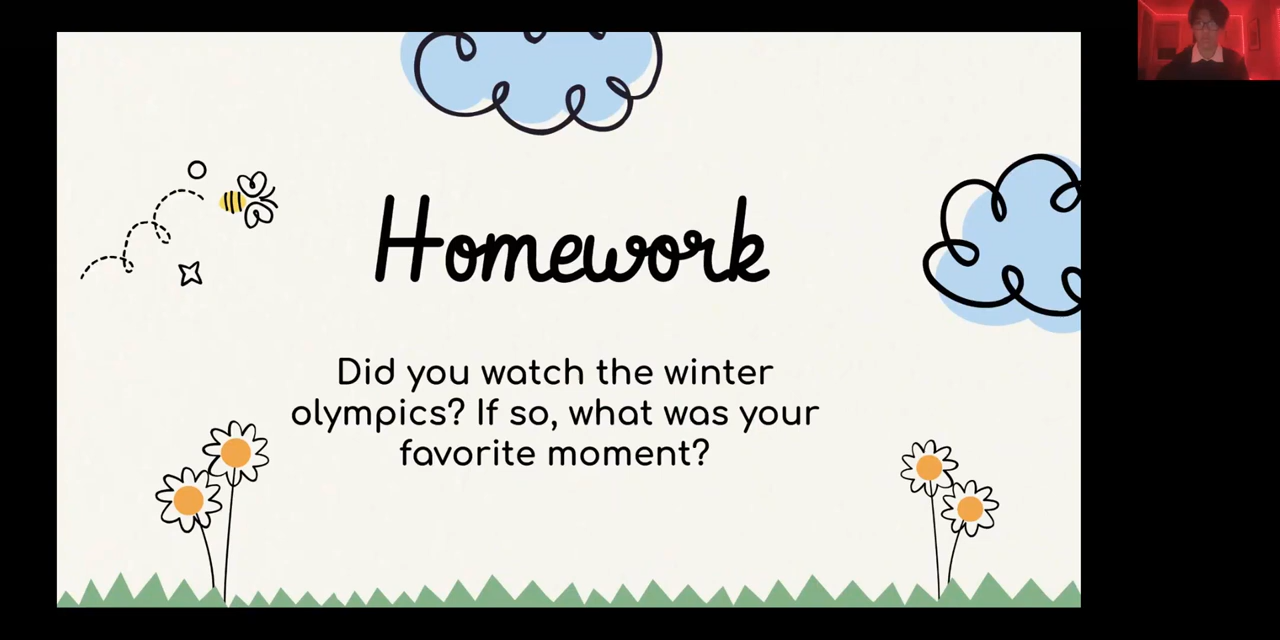 Homework
Did you watch the winter
olympics? If so, what was your
favorite moment?